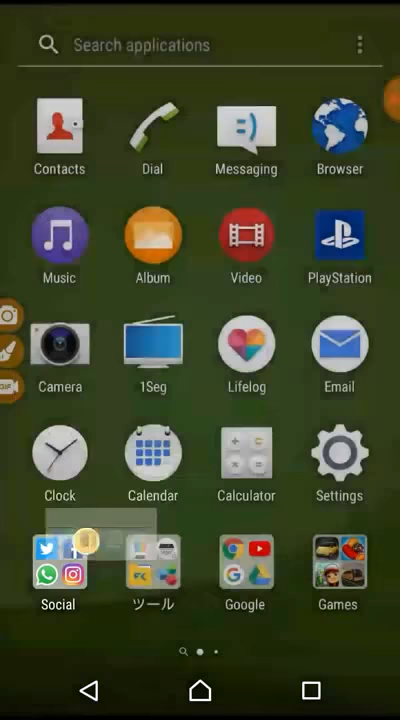 Search applications
Contacts
Dial
Messaging
Browser
Music
Album
Video
PlayStation
Camera
1Seg
Lifelog
Email
Clock
Calendar
Calculator
Settings
Social
ツール
Google
Games